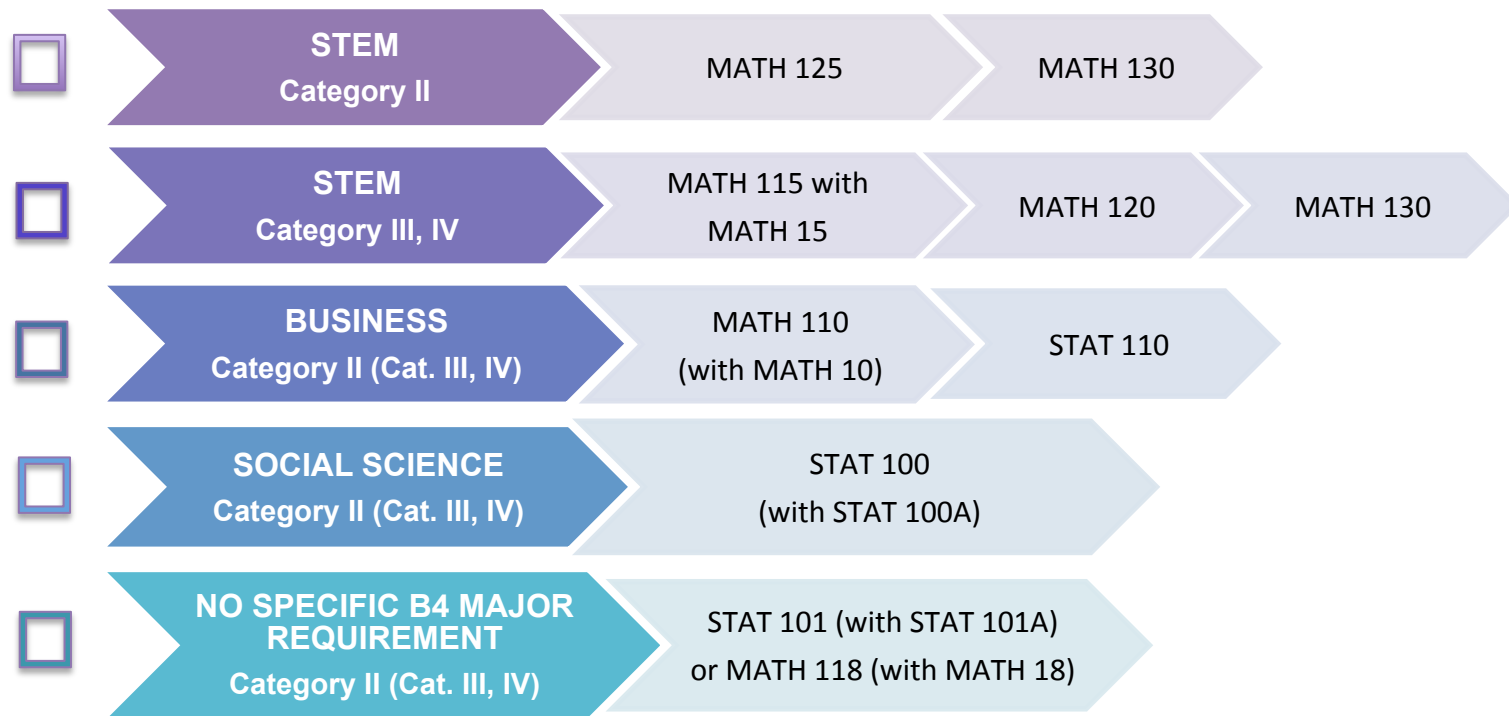 STEM
Category II
MATH 125
MATH 130
STEM
Category III, IV
MATH 115 with
MATH 15
MATH 120
MATH 130
BUSINESS
Category II (Cat. III, IV)
MATH 110
(with MATH 10)
STAT 110
SOCIAL SCIENCE
Category II (Cat. III, IV)
STAT 100
(with STAT 100A)
NO SPECIFIC B4 MAJOR
REQUIREMENT
Category II (Cat. III, IV)
STAT 101 (with STAT 101A)
or MATH 118 (with MATH 18)